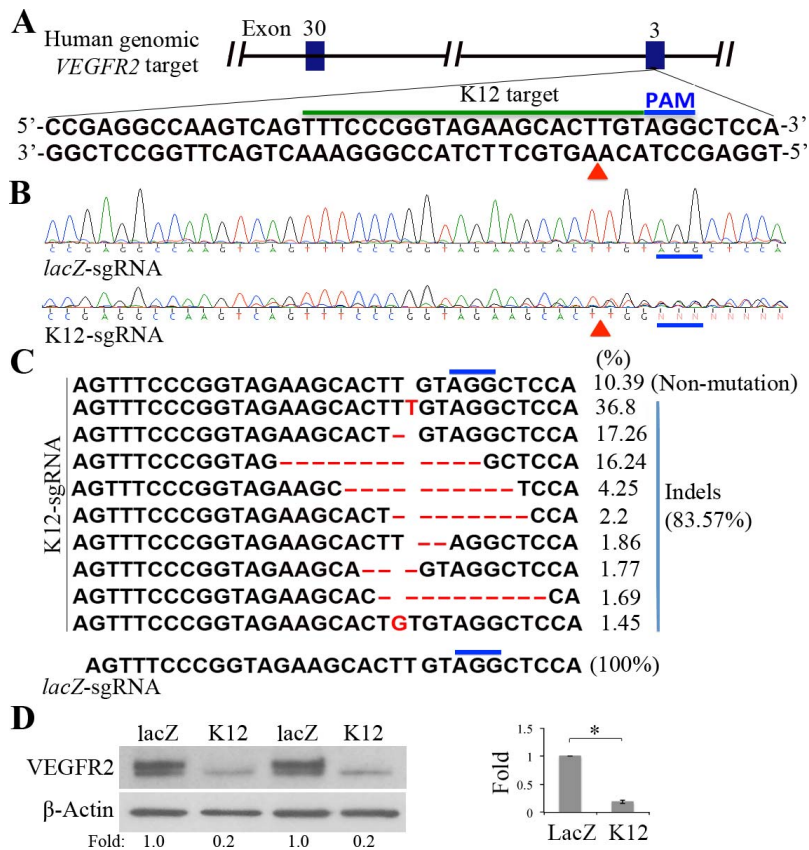 A
Human genomic
VEGFR2 target
Exon 30
3
K12 target
PAM
5’-CCGAGGCCAAGTCAGTTTCCCGGTAGAAGCACTTGTAGGCTCCA-3’
3’-GGCTCCGGTTCAGTCAAAGGGCCATCTTCGTGAACATCCGAGGT-5’
B
C C G A G G C C A A G T C A G T T T C C C G G T A G A A G C A C T T G T A G G C T C C A
lacZ-sgRNA
C C G A G G C C A A G T C A G T T T C C C G G T A G A A G C A C T T G G N N N N N N N N
K12-sgRNA
C
(%)
K12-sgRNA
AGTTTCCCGGTAGAAGCACTT GTAGGCTCCA 10.39 (Non-mutation)
AGTTTCCCGGTAGAAGCACTTTGTAGGCTCCA 36.8
AGTTTCCCGGTAGAAGCACT- GTAGGCTCCA 17.26
AGTTTCCCGGTAG-------- ----GCTCCA 16.24
AGTTTCCCGGTAGAAGC---- ------TCCA 4.25
AGTTTCCCGGTAGAAGCACT- -------CCA 2.2
AGTTTCCCGGTAGAAGCACTT --AGGCTCCA 1.86
AGTTTCCCGGTAGAAGCA-- -GTAGGCTCCA 1.77
AGTTTCCCGGTAGAAGCAC- --------CA 1.69
AGTTTCCCGGTAGAAGCACTGTGTAGGCTCCA 1.45
Indels
(83.57%)
AGTTTCCCGGTAGAAGCACTT GTAGGCTCCA (100%)
lacZ-sgRNA
D
lacZ K12 lacZ K12
VEGFR2
β-Actin
Fold: 1.0 0.2 1.0 0.2
Fold
1.5
1
0.5
0
*
LacZ K12